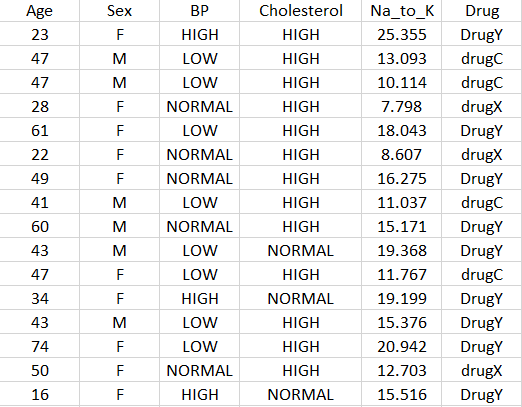 Age Sex BP Cholesterol Na_to_K Drug
23 F HIGH HIGH 25.355 DrugY
47 M LOW HIGH 13.093 drugC
47 M LOW HIGH 10.114 drugC
28 F NORMAL HIGH 7.798 drugX
61 F LOW HIGH 18.043 DrugY
22 F NORMAL HIGH 8.607 drugX
49 F NORMAL HIGH 16.275 DrugY
41 M LOW HIGH 11.037 drugC
60 M NORMAL HIGH 15.171 DrugY
43 M LOW NORMAL 19.368 DrugY
47 F LOW HIGH 11.767 drugC
34 F HIGH NORMAL 19.199 DrugY
43 M LOW HIGH 15.376 DrugY
74 F LOW HIGH 20.942 DrugY
50 F NORMAL HIGH 12.703 drugX
16 F HIGH NORMAL 15.516 DrugY